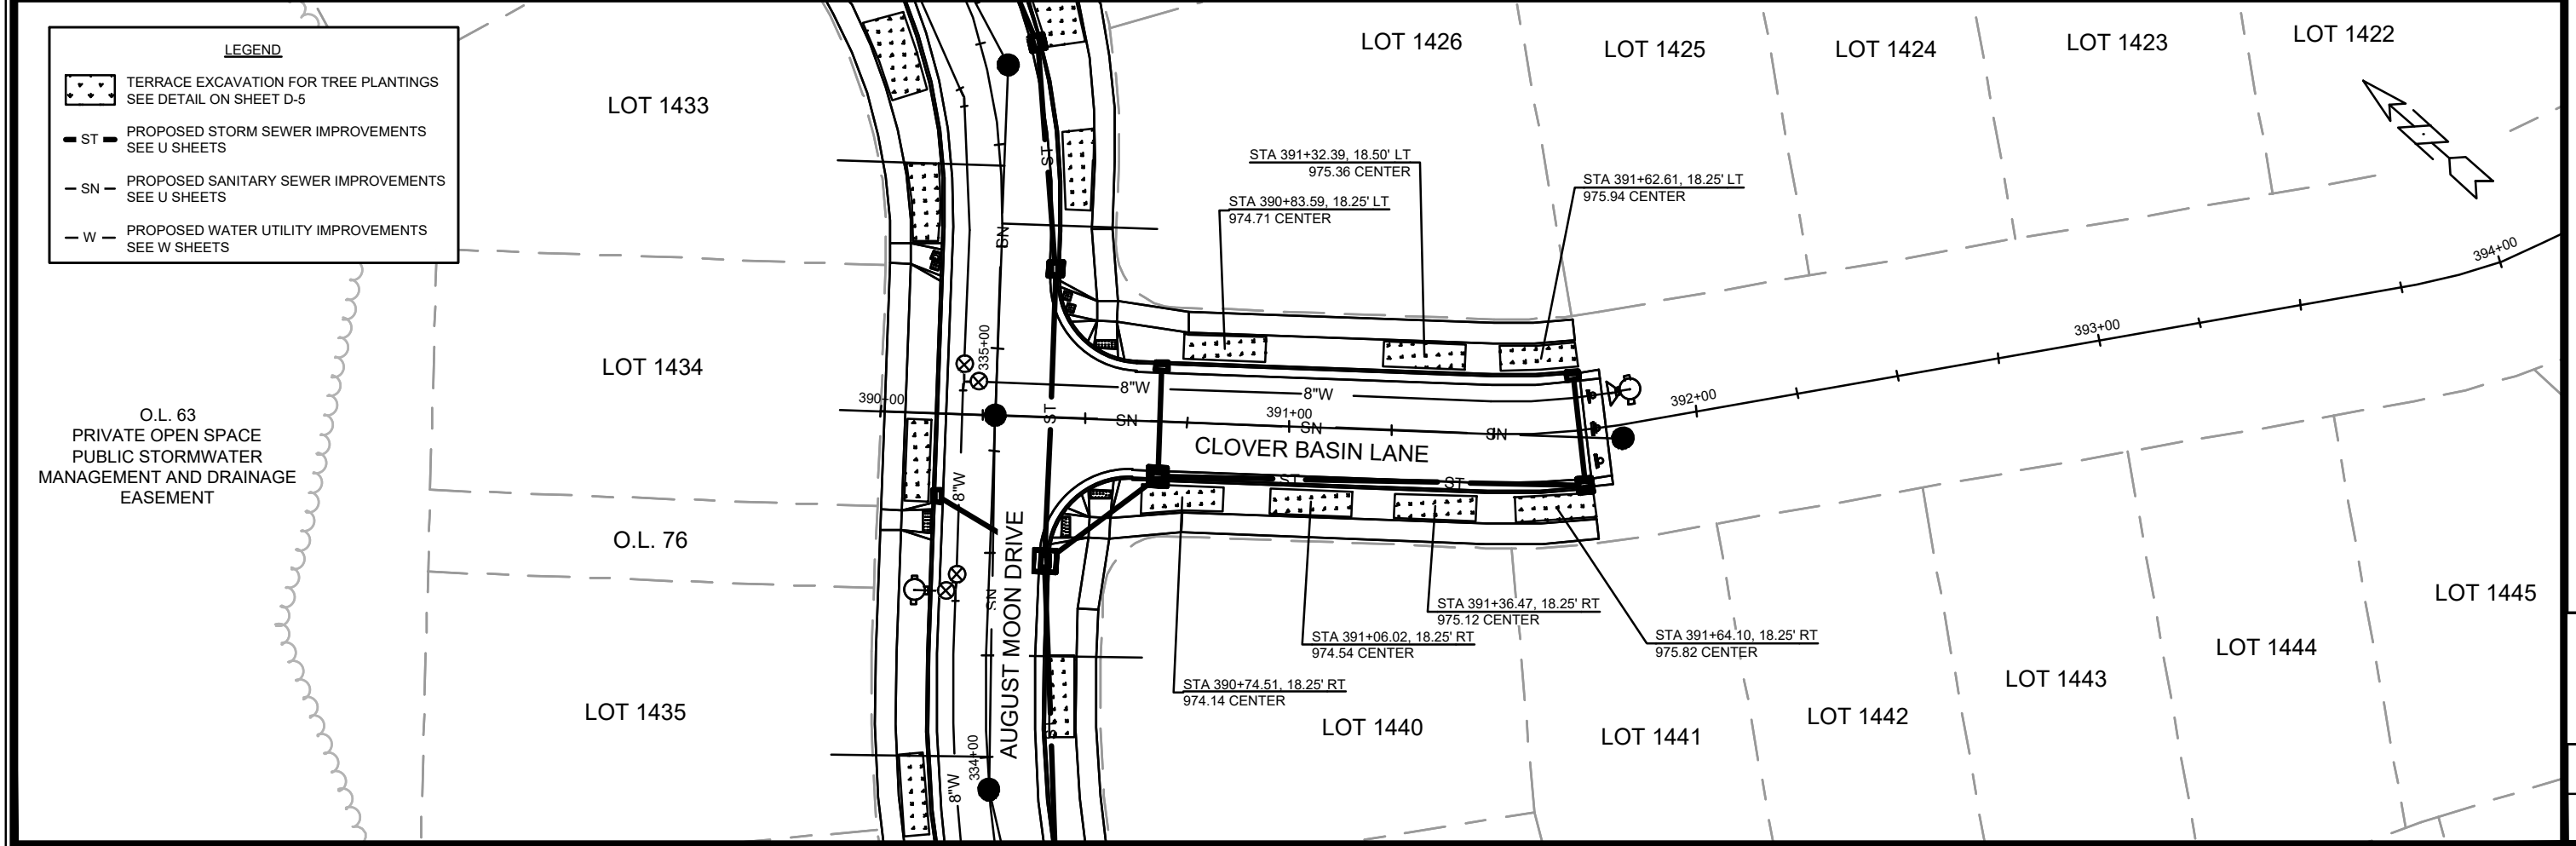 LEGEND
TERRACE EXCAVATION FOR TREE PLANTINGS
SEE DETAIL ON SHEET D-5
ST
PROPOSED STORM SEWER IMPROVEMENTS
SEE U SHEETS
SN
PROPOSED SANITARY SEWER IMPROVEMENTS
SEE U SHEETS
W
PROPOSED WATER UTILITY IMPROVEMENTS
SEE W SHEETS
LOT 1433
LOT 1426
LOT 1425
LOT 1424
LOT 1423
LOT 1422
STA 391+32.39, 18.50' LT
975.36 CENTER
STA 390+83.59, 18.25' LT
974.71 CENTER
STA 391+62.61, 18.25' LT
975.94 CENTER
ST
SN
394+00
393+00
392+00
335+00
LOT 1434
390+00
8"W
8"W
ST
SN
391+00
SN
SN
CLOVER BASIN LANE
ST
ST
O.L. 63
PRIVATE OPEN SPACE
PUBLIC STORMWATER
MANAGEMENT AND DRAINAGE
EASEMENT
8"W
O.L. 76
SN
AUGUST MOON DRIVE
STA 391+36.47, 18.25' RT
975.12 CENTER
STA 391+06.02, 18.25' RT
974.54 CENTER
STA 391+64.10, 18.25' RT
975.82 CENTER
STA 390+74.51, 18.25' RT
974.14 CENTER
LOT 1445
LOT 1444
LOT 1443
LOT 1442
LOT 1441
LOT 1440
LOT 1435
ST
334+00
8"W